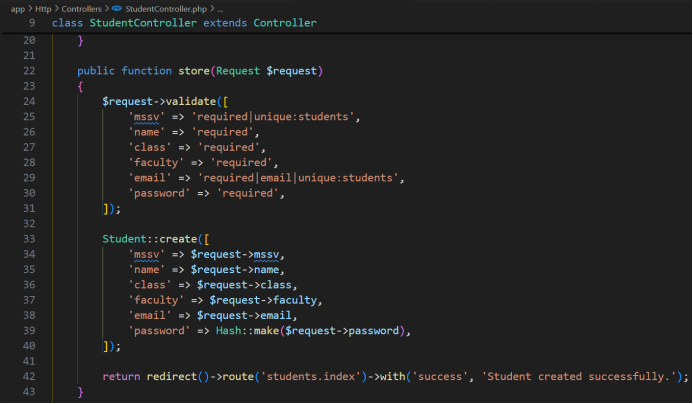 app > Http > Controllers > StudentController.php > ...
9 class StudentController extends Controller
20 }
21
22 public function store(Request $request)
23 {
24 $request->validate([
25 'mssv' => 'required|unique:students',
26 'name' => 'required',
27 'class' => 'required',
28 'faculty' => 'required',
29 'email' => 'required|email|unique:students',
30 'password' => 'required',
31 ]);
32
33 Student::create([
34 'mssv' => $request->mssv,
35 'name' => $request->name,
36 'class' => $request->class,
37 'faculty' => $request->faculty,
38 'email' => $request->email,
39 'password' => Hash::make($request->password),
40 ]);
41
42 return redirect()->route('students.index')->with('success', 'Student created successfully.');
43 }